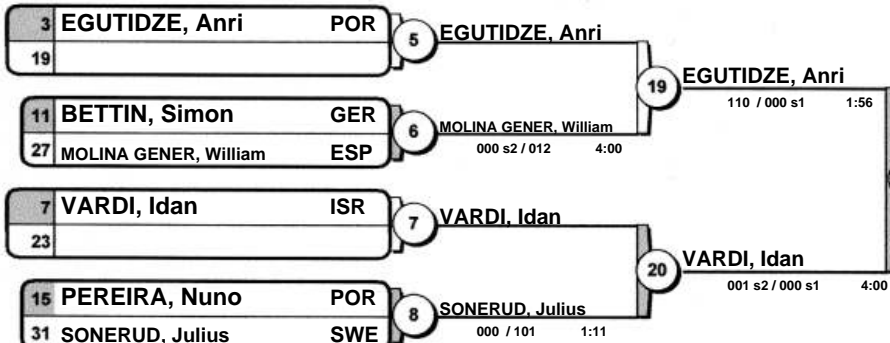 3 EGUTIDZE, Anri POR
19
5
EGUTIDZE, Anri
11 BETTIN, Simon GER
27 MOLINA GENER, William ESP
6
MOLINA GENER, William
000 s2 / 012 4:00
19
EGUTIDZE, Anri
110 / 000 s1 1:56
7 VARDI, Idan ISR
23
7
VARDI, Idan
15 PEREIRA, Nuno POR
31 SONERUD, Julius SWE
8
SONERUD, Julius
000 / 101 1:11
20
VARDI, Idan
001 s2 / 000 s1 4:00